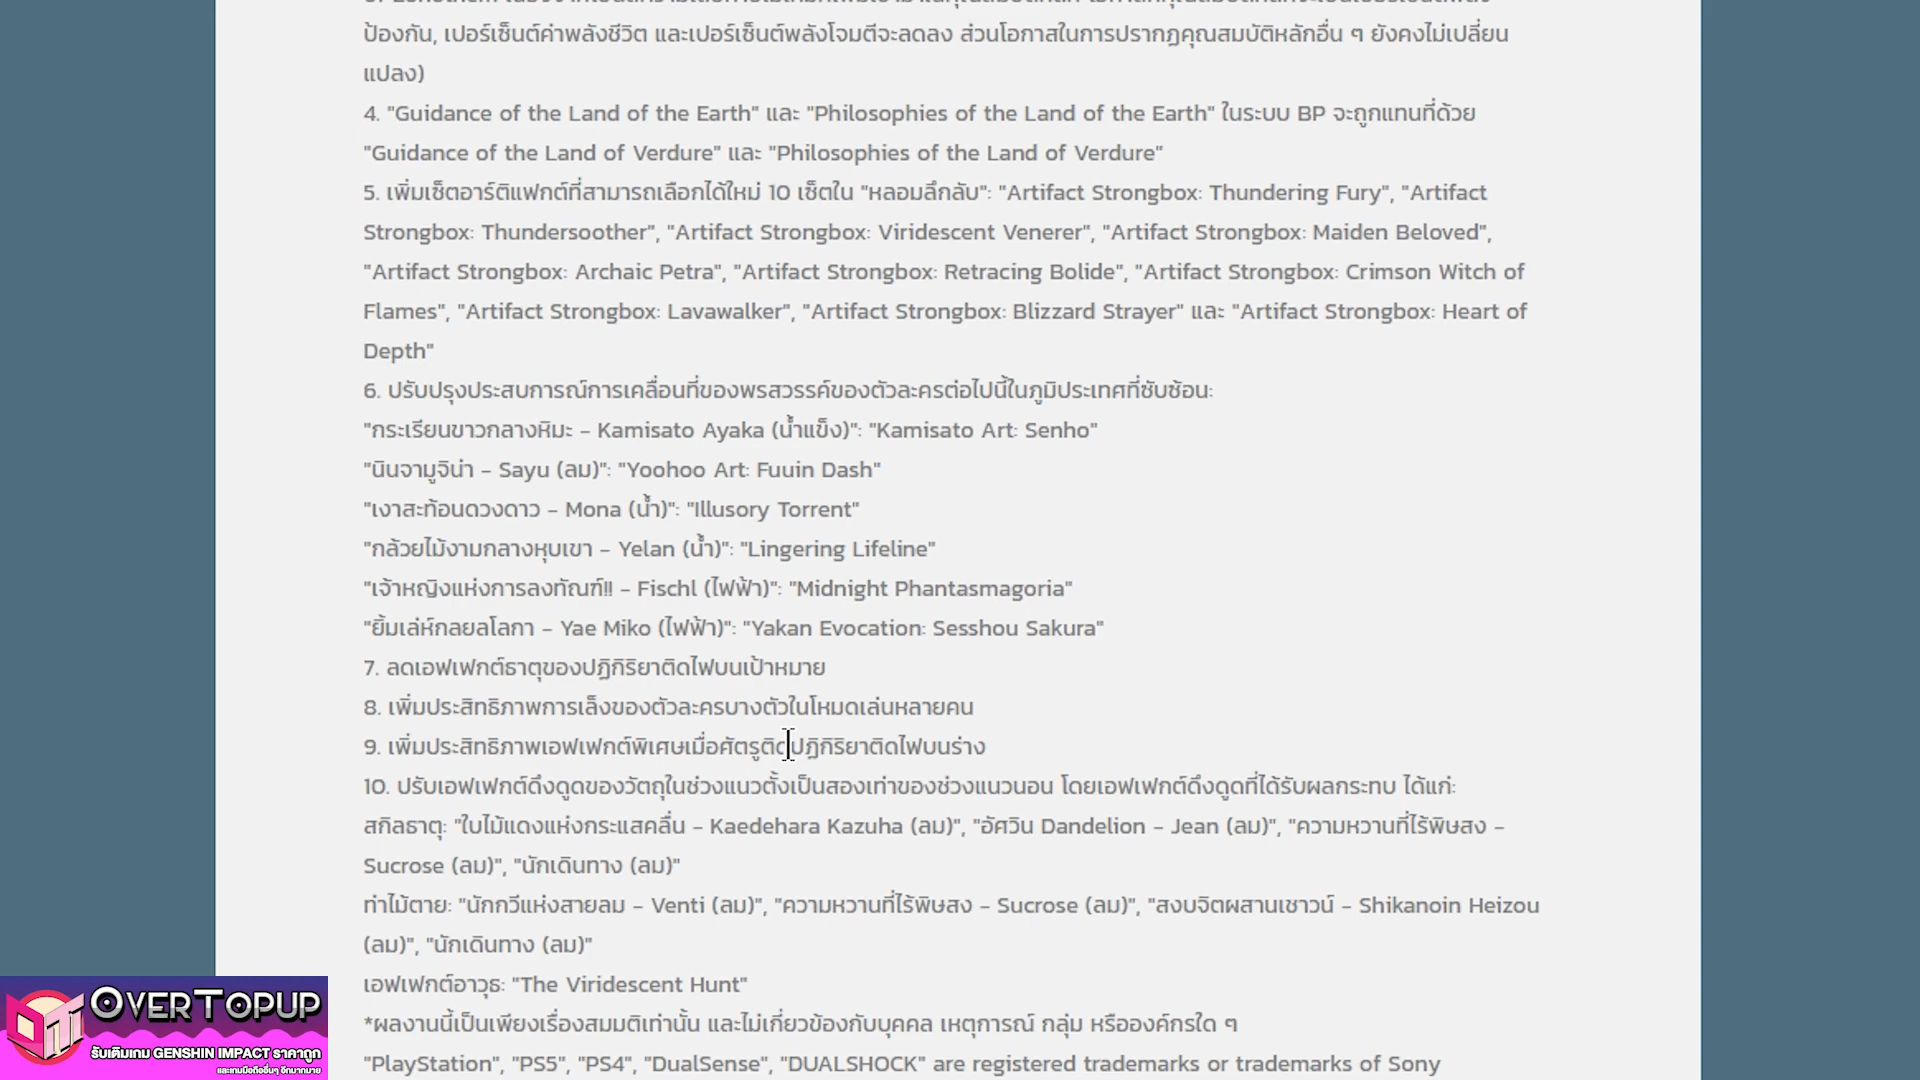 ป้องกัน, เปอร์เซ็นต์ค่าพลังชีวิต และเปอร์เซ็นต์พลังโจมตีจะลดลง ส่วนโอกาสในการปรากฏคุณสมบัติหลักอื่น ๆ ยังคงไม่เปลี่ยน
แปลง)
4. "Guidance of the Land of the Earth" และ "Philosophies of the Land of the Earth" ในระบบ BP จะถูกแทนที่ด้วย
"Guidance of the Land of Verdure" และ "Philosophies of the Land of Verdure"
5. เพิ่มเซ็ตอาร์ติแฟกต์ที่สามารถเลือกได้ใหม่ 10 เซ็ตใน "หลอมลึกลับ": "Artifact Strongbox: Thundering Fury", "Artifact
Strongbox: Thundersoother", "Artifact Strongbox: Viridescent Venerer", "Artifact Strongbox: Maiden Beloved",
"Artifact Strongbox: Archaic Petra", "Artifact Strongbox: Retracing Bolide", "Artifact Strongbox: Crimson Witch of
Flames", "Artifact Strongbox: Lavawalker", "Artifact Strongbox: Blizzard Strayer" และ "Artifact Strongbox: Heart of
Depth"
6. ปรับปรุงประสบการณ์การเคลื่อนที่ของพรสวรรค์ของตัวละครต่อไปนี้ในภูมิประเทศที่ซับซ้อน:
"กระเรียนขาวกลางหิมะ – Kamisato Ayaka (น้ำแข็ง)": "Kamisato Art: Senho"
"นินจามูจิน่า – Sayu (ลม)": "Yoohoo Art: Fuuin Dash"
"เงาสะท้อนดวงดาว – Mona (น้ำ)": "Illusory Torrent"
"กล้วยไม้งามกลางหุบเขา – Yelan (น้ำ)": "Lingering Lifeline"
"เจ้าหญิงแห่งการลงทัณฑ์!! – Fischl (ไฟฟ้า)": "Midnight Phantasmagoria"
"ยิ้มเล่ห์กลยลโลกา – Yae Miko (ไฟฟ้า)": "Yakan Evocation: Sesshou Sakura"
7. ลดเอฟเฟกต์ธาตุของปฏิกิริยาติดไฟบนเป้าหมาย
8. เพิ่มประสิทธิภาพการเล็งของตัวละครบางตัวในโหมดเล่นหลายคน
9. เพิ่มประสิทธิภาพเอฟเฟกต์พิเศษเมื่อศัตรูติดปฏิกิริยาติดไฟบนร่าง
10. ปรับเอฟเฟกต์ดึงดูดของวัตถุในช่วงแนวตั้งเป็นสองเท่าของช่วงแนวนอน โดยเอฟเฟกต์ดึงดูดที่ได้รับผลกระทบ ได้แก่:
สกิลธาตุ: "ใบไม้แดงแห่งกระแสคลื่น – Kaedehara Kazuha (ลม)", "อัศวิน Dandelion – Jean (ลม)", "ความหวานที่ไร้พิษสง –
Sucrose (ลม)", "นักเดินทาง (ลม)"
ท่าไม้ตาย: "นักกวีแห่งสายลม – Venti (ลม)", "ความหวานที่ไร้พิษสง – Sucrose (ลม)", "สงบจิตผสานเชาวน์ – Shikanoin Heizou
(ลม)", "นักเดินทาง (ลม)"
เอฟเฟกต์อาวุธ: "The Viridescent Hunt"
*ผลงานนี้เป็นเพียงเรื่องสมมติเท่านั้น และไม่เกี่ยวข้องกับบุคคล เหตุการณ์ กลุ่ม หรือองค์กรใด ๆ
"PlayStation", "PS5", "PS4", "DualSense", "DUALSHOCK" are registered trademarks or trademarks of Sony
OVERTOPUP
รับเติมเกม GENSHIN IMPACT ราคาถูก
และเกมมือถืออื่นๆ อีกมากมาย